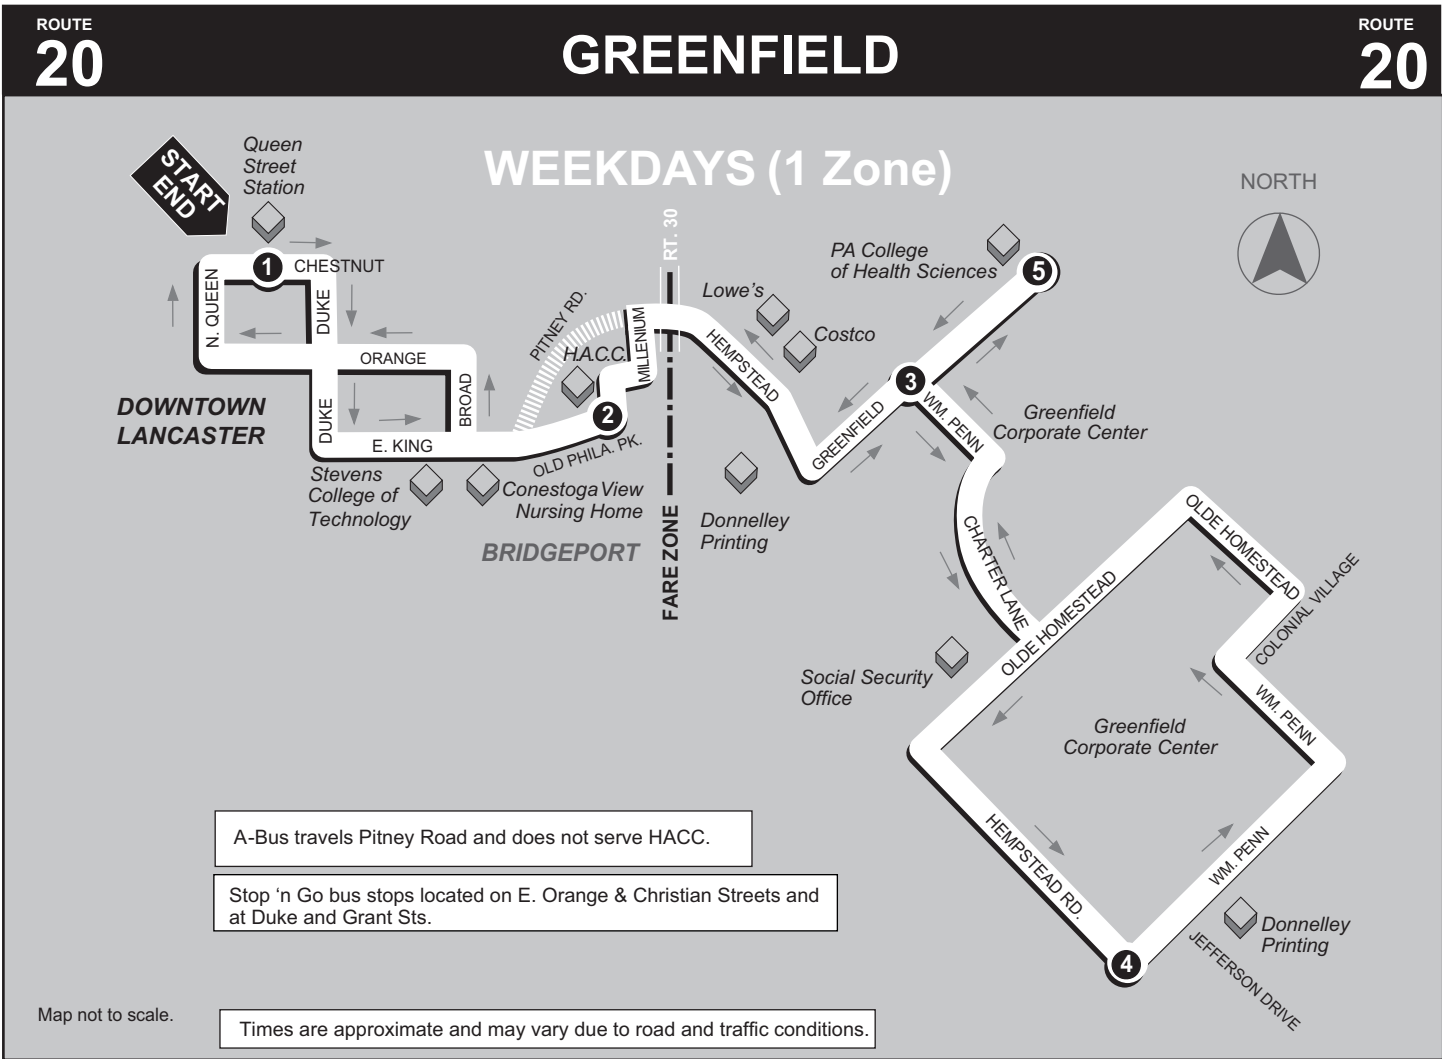 ROUTE
20
GREENFIELD
ROUTE
20
WEEKDAYS (1 Zone)
START
END
Queen
Street
Station
NORTH
1
CHESTNUT
N. QUEEN
DUKE
ORANGE
BROAD
DUKE
E. KING
DOWNTOWN
LANCASTER
PITNEY RD.
H.A.C.C.
MILLENIUM
2
OLD PHILA. PK.
Stevens
College of
Technology
Conestoga View
Nursing Home
BRIDGEPORT
RT. 30
FARE ZONE
Lowe's
Costco
HEMPSTEAD
Donnelley
Printing
PA College
of Health Sciences
5
3
GREENFIELD
WM. PENN
Greenfield
Corporate Center
CHARTER LANE
OLDE HOMESTEAD
OLDE HOMESTEAD
COLONIAL VILLAGE
Social Security
Office
WM. PENN
Greenfield
Corporate Center
HEMPSTEAD RD.
WM. PENN
4
JEFFERSON DRIVE
Donnelley
Printing
A-Bus travels Pitney Road and does not serve HACC.
Stop ‘n Go bus stops located on E. Orange & Christian Streets and
at Duke and Grant Sts.
Map not to scale.
Times are approximate and may vary due to road and traffic conditions.